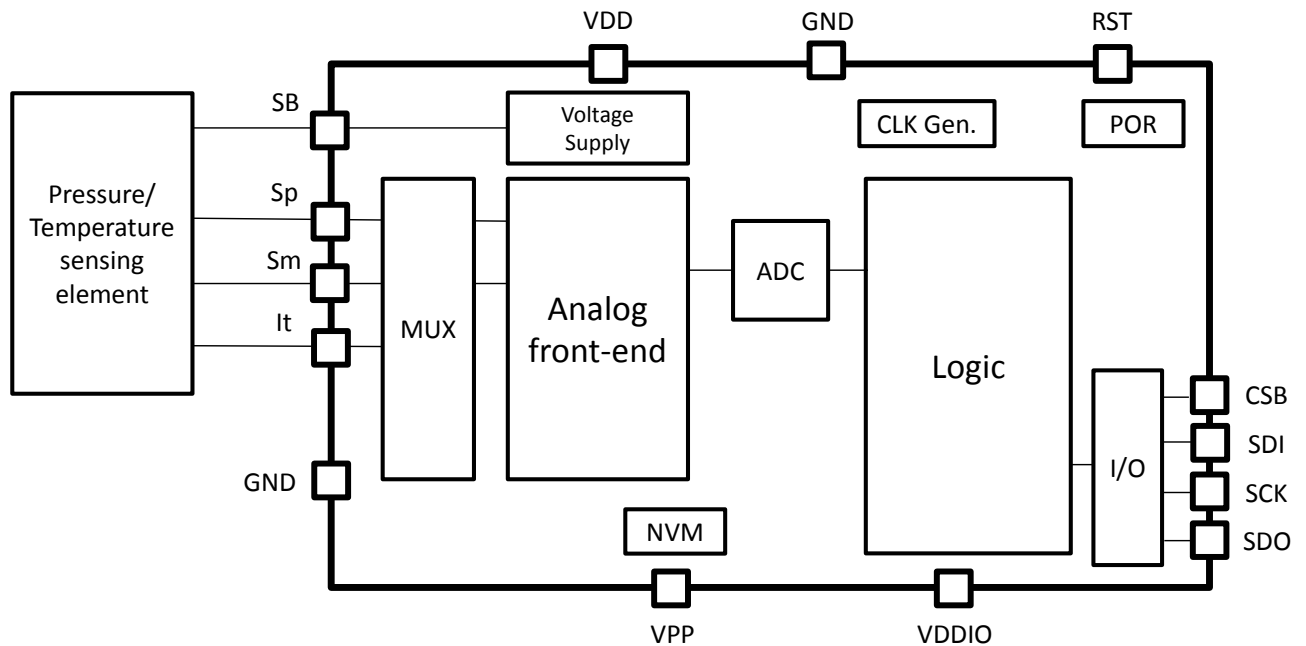 VDD
GND
RST
SB
Voltage
Supply
CLK Gen.
POR
Pressure/
Temperature
sensing
element
Sp
Sm
It
MUX
Analog
front-end
ADC
Logic
I/O
CSB
SDI
SCK
SDO
GND
NVM
VPP
VDDIO